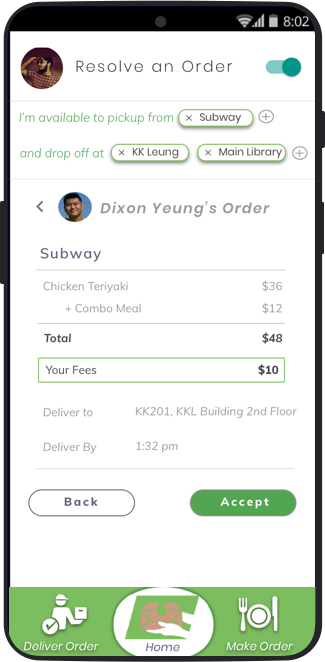 8:02
Resolve an Order
I'm available to pickup from × Subway
and drop off at × KK Leung × Main Library
Dixon Yeung's Order
Subway
Chicken Teriyaki $36
+ Combo Meal $12
Total $48
Your Fees $10
Deliver to KK201, KKL Building 2nd Floor
Deliver By 1:32 pm
Back Accept
Deliver Order Home Make Order